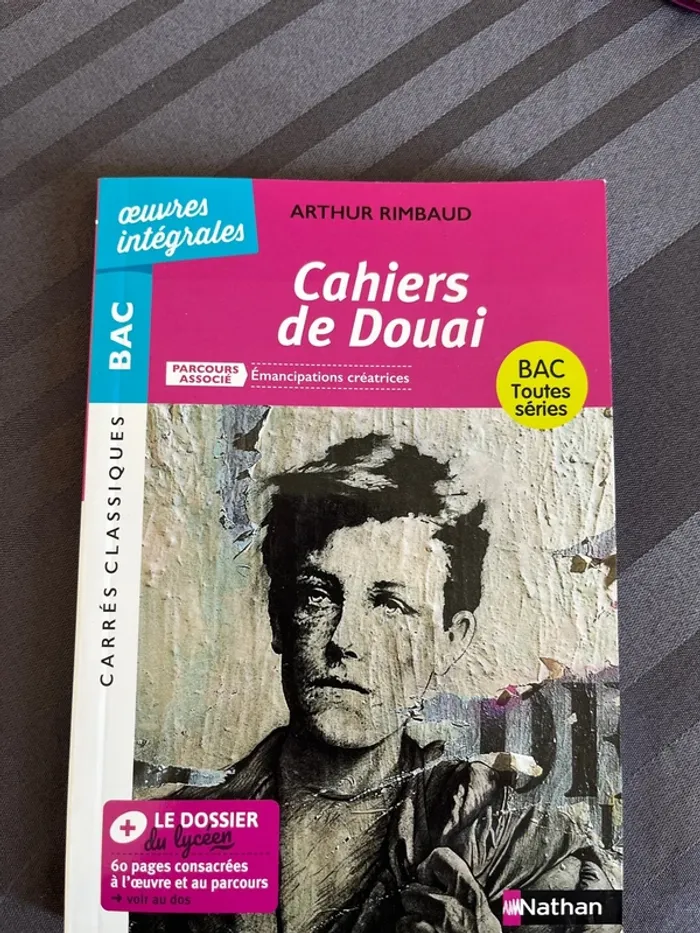 œuvres
intégrales
ARTHUR RIMBAUD
Cahiers
de Douai
BAC
PARCOURS
ASSOCIÉ
Émancipations créatrices
BAC
Toutes
séries
CARRÉS CLASSIQUES
+ LE DOSSIER
du lycéen
60 pages consacrées
à l'œuvre et au parcours
→ voir au dos
Nathan